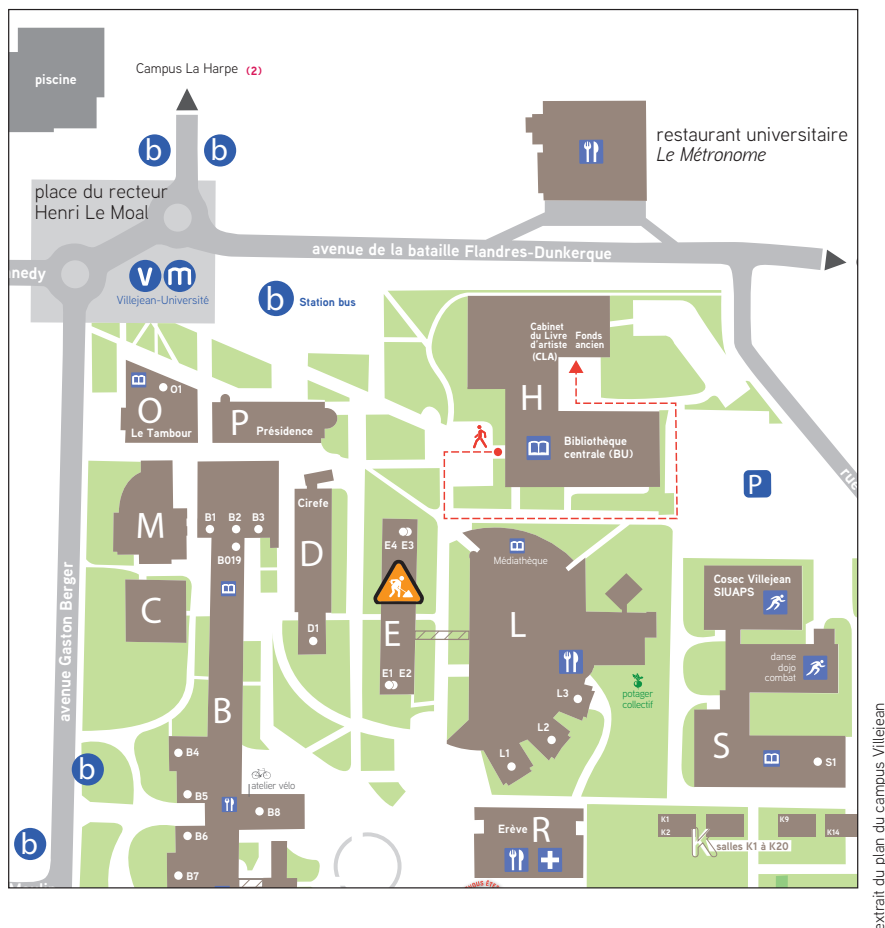 piscine
Campus La Harpe (2)
b
b
restaurant universitaire
Le Métronome
place du recteur
Henri Le Moal
avenue de la bataille Flandres-Dunkerque
nnedy
v m
Villejean-Université
b Station bus
Cabinet
du Livre
d'artiste
(CLA)
Fonds
ancien
H
O1
O
Le Tambour
P
Présidence
Bibliothèque
centrale (BU)
P
Cirefe
M
B1 B2 B3
B019
D
E4 E3
Médiathèque
Cosec Villejean
SIUAPS
C
D1
E
L
avenue Gaston Berger
danse
dojo
combat
E1 E2
potager
collectif
L3
B
L2
L1
S
S1
B4
b
atelier vélo
B5
B8
B6
B7
b
Erève
R
K1
K2
K9
K14
K
salles K1 à K20
rue
extrait du plan du campus Villejean